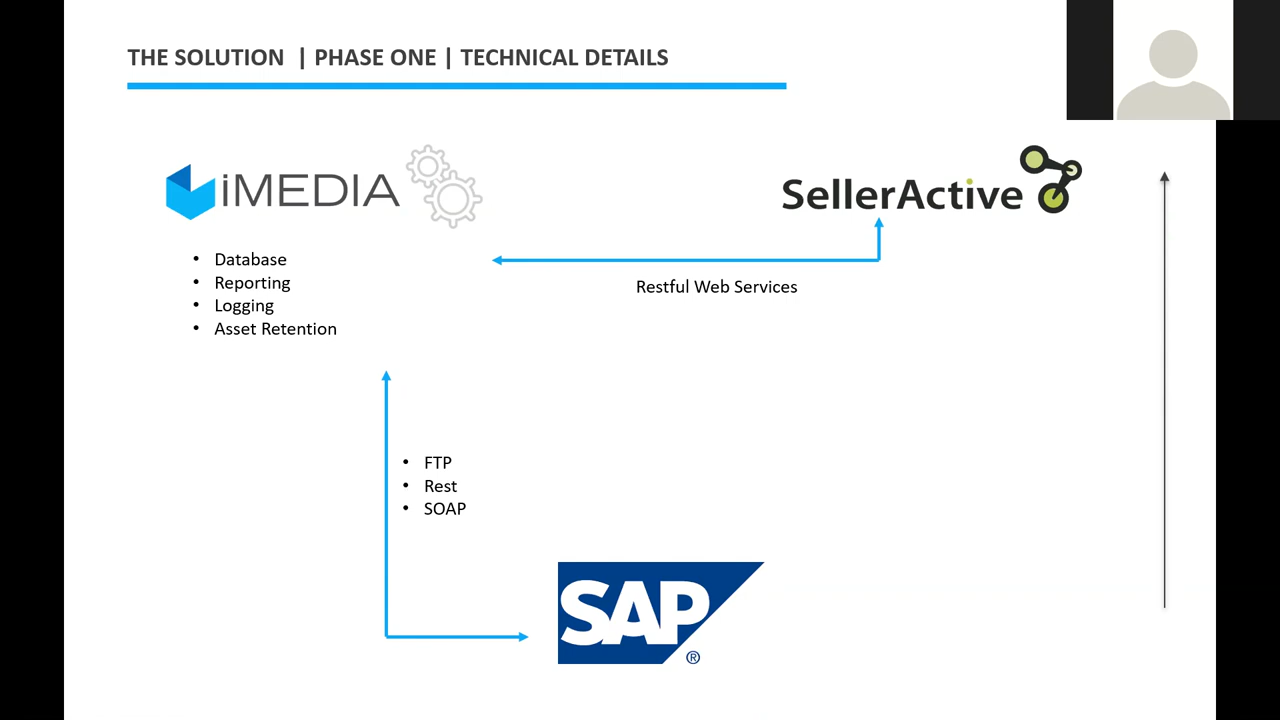 THE SOLUTION | PHASE ONE | TECHNICAL DETAILS
iMEDIA
SellerActive
• Database
• Reporting
• Logging
• Asset Retention
Restful Web Services
• FTP
• Rest
• SOAP
SAP
®